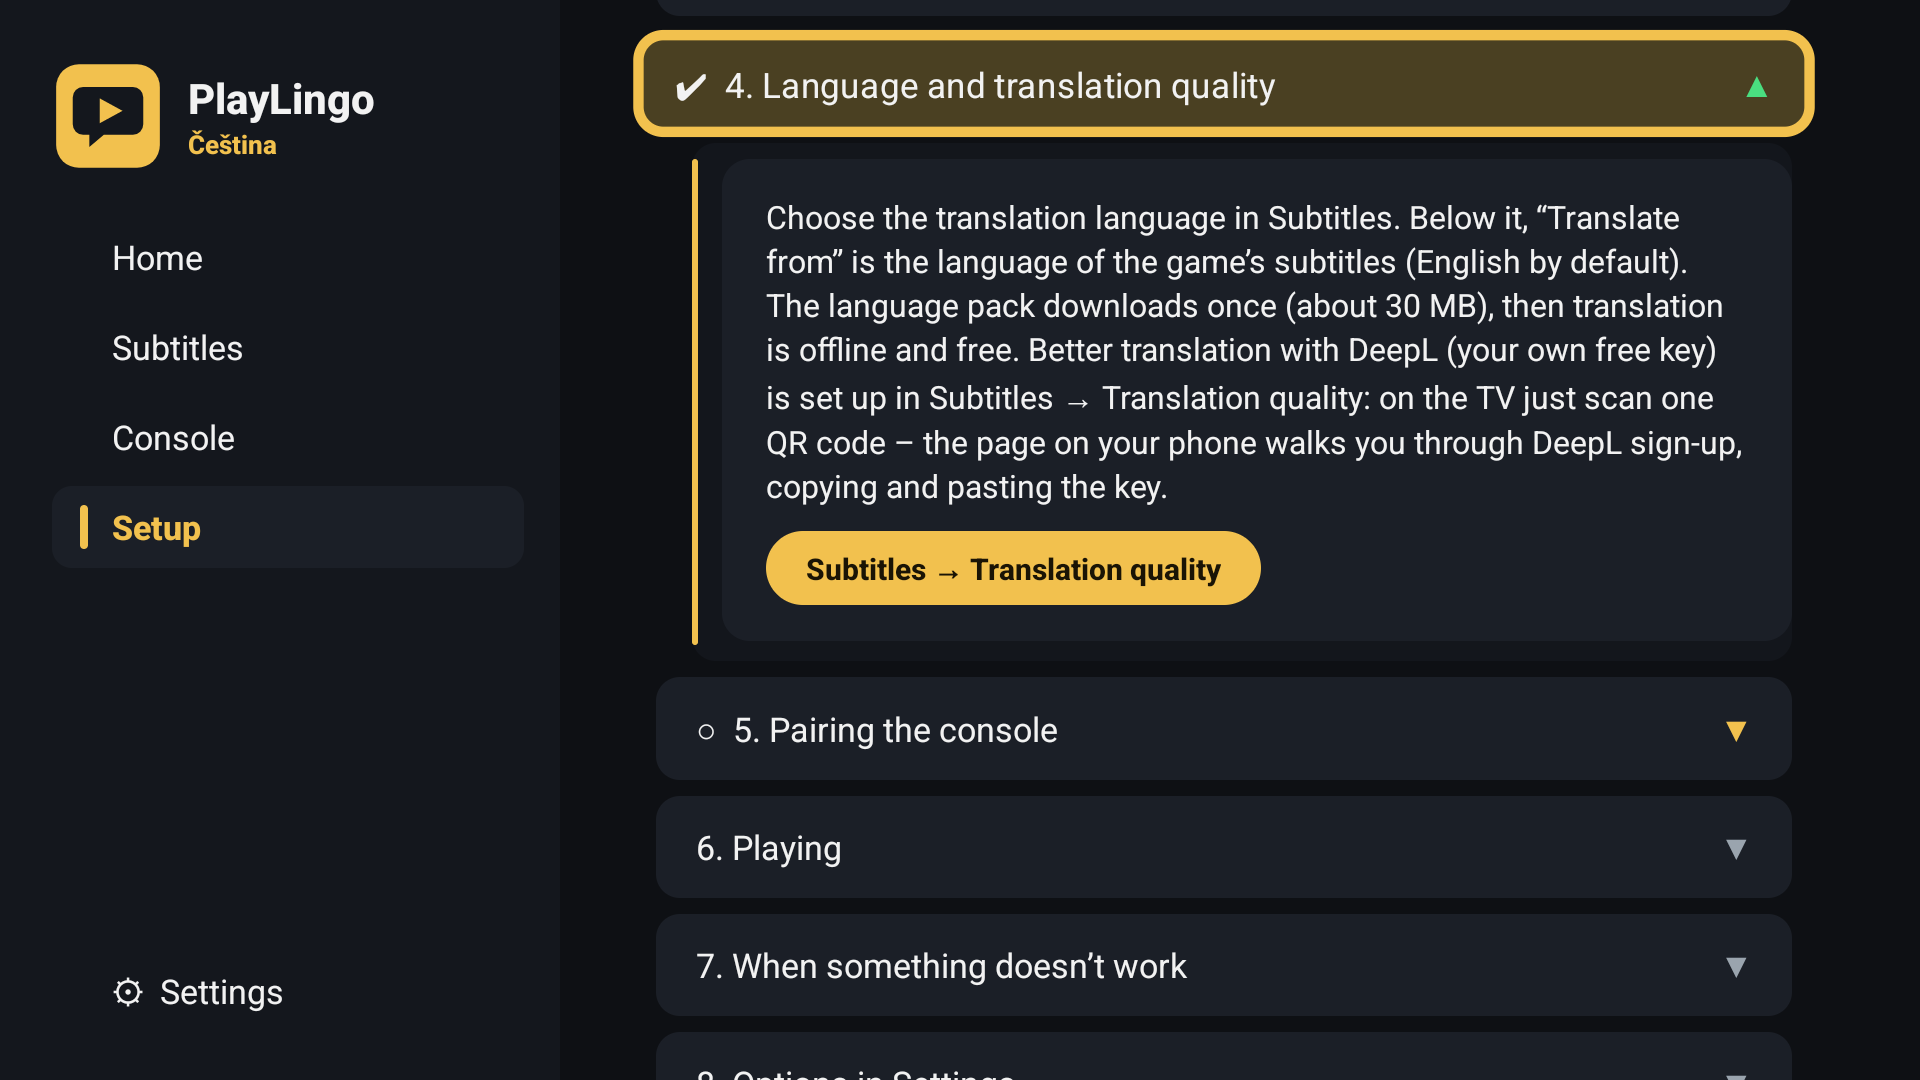 PlayLingo
Čeština
Home
Subtitles
Console
Setup
⚙ Settings
✔ 4. Language and translation quality ▲
Choose the translation language in Subtitles. Below it, “Translate
from” is the language of the game’s subtitles (English by default).
The language pack downloads once (about 30 MB), then translation
is offline and free. Better translation with DeepL (your own free key)
is set up in Subtitles → Translation quality: on the TV just scan one
QR code – the page on your phone walks you through DeepL sign-up,
copying and pasting the key.
Subtitles → Translation quality
○ 5. Pairing the console ▼
6. Playing ▼
7. When something doesn’t work ▼
8. Options in Settings ▼